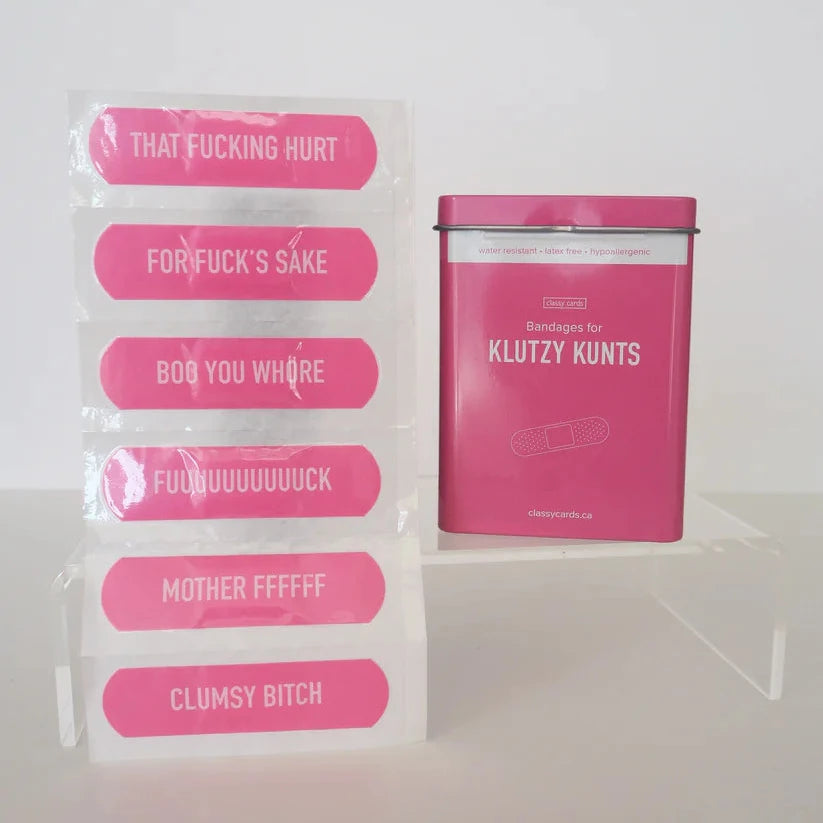 THAT FUCKING HURT
FOR FUCK'S SAKE
BOO YOU WHORE
FUUUUUUUUUUCK
MOTHER FFFFFF
CLUMSY BITCH
water resistant • latex free • hypoallergenic
classy cards
Bandages for
KLUTZY KUNTS
classycards.ca